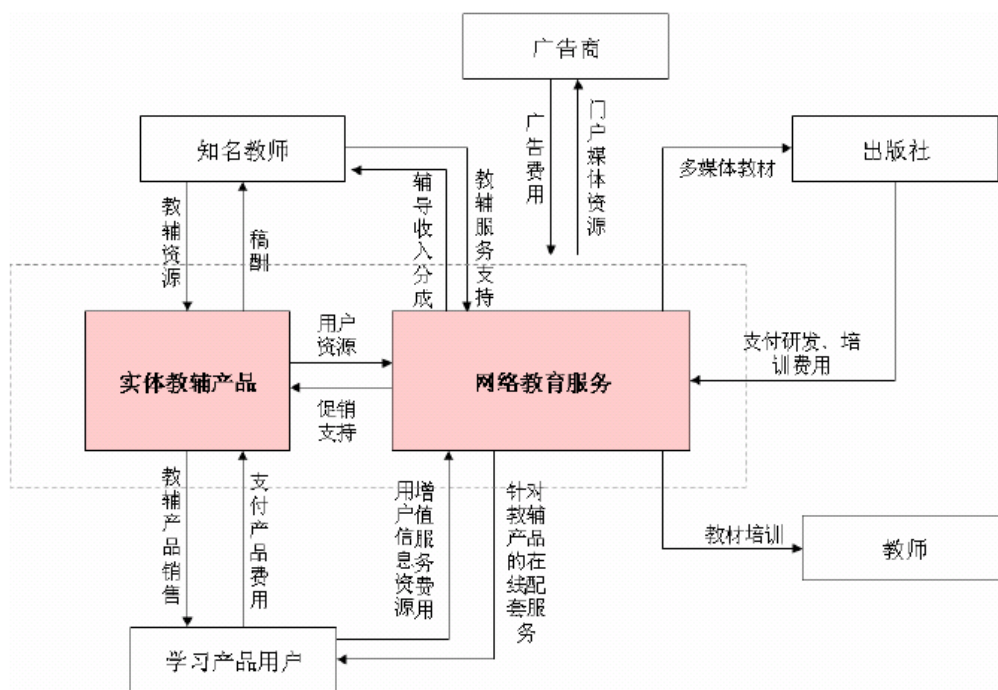 广告商
知名教师
出版社
广告费用
门户媒体资源
多媒体教材
教辅资源
稿酬
辅导收入分成
教辅服务支持
用户
资源
支付研发、培
训费用
实体教辅产品
网络教育服务
促销
支持
教辅产品销售
支付产品费用
用户信息资源
增值服务费用
针对教辅产品的在线配套服务
教材培训
教师
学习产品用户